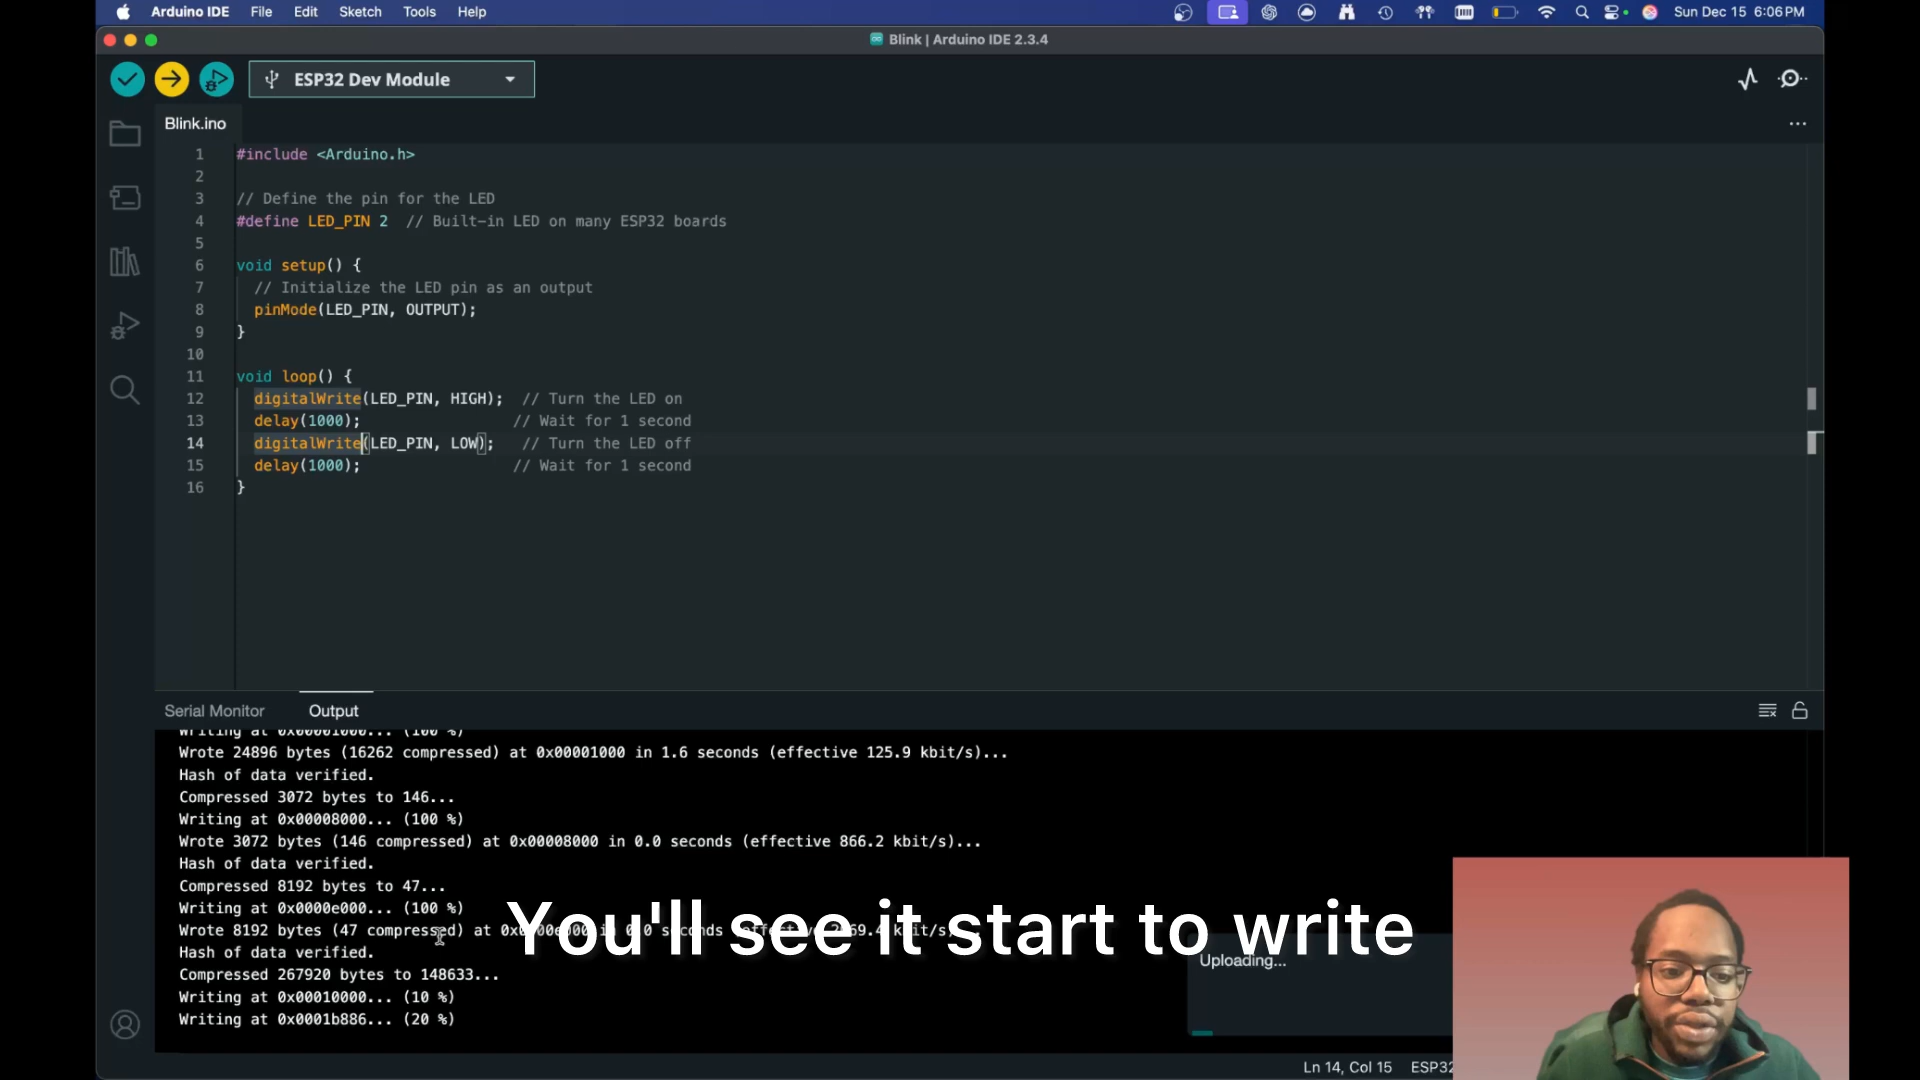 Arduino IDE File Edit Sketch Tools Help Sun Dec 15 6:06 PM
Blink | Arduino IDE 2.3.4
ESP32 Dev Module
Blink.ino
1 #include <Arduino.h>
2
3 // Define the pin for the LED
4 #define LED_PIN 2 // Built-in LED on many ESP32 boards
5
6 void setup() {
7 // Initialize the LED pin as an output
8 pinMode(LED_PIN, OUTPUT);
9 }
10
11 void loop() {
12 digitalWrite(LED_PIN, HIGH); // Turn the LED on
13 delay(1000); // Wait for 1 second
14 digitalWrite(LED_PIN, LOW); // Turn the LED off
15 delay(1000); // Wait for 1 second
16 }
Serial Monitor Output
Writing at 0x00001000... (100 %)
Wrote 24896 bytes (16262 compressed) at 0x00001000 in 1.6 seconds (effective 125.9 kbit/s)...
Hash of data verified.
Compressed 3072 bytes to 146...
Writing at 0x00008000... (100 %)
Wrote 3072 bytes (146 compressed) at 0x00008000 in 0.0 seconds (effective 866.2 kbit/s)...
Hash of data verified.
Compressed 8192 bytes to 47...
Writing at 0x0000e000... (100 %)
Wrote 8192 bytes (47 compressed) at
You'll see it start to write
Hash of data verified.
Uploading...
Compressed 267920 bytes to 148633...
Writing at 0x00010000... (10 %)
Writing at 0x0001b886... (20 %)
Ln 14, Col 15 ESP32